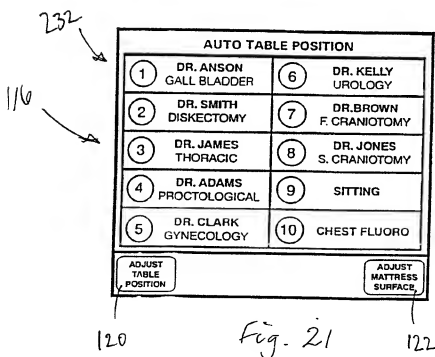 232
116
AUTO TABLE POSITION
1 DR. ANSON
GALL BLADDER
2 DR. SMITH
DISKECTOMY
3 DR. JAMES
THORACIC
4 DR. ADAMS
PROCTOLOGICAL
5 DR. CLARK
GYNECOLOGY
6 DR. KELLY
UROLOGY
7 DR.BROWN
F. CRANIOTOMY
8 DR. JONES
S. CRANIOTOMY
9 SITTING
10 CHEST FLUORO
ADJUST
TABLE
POSITION
ADJUST
MATTRESS
SURFACE
120
Fig. 21
122